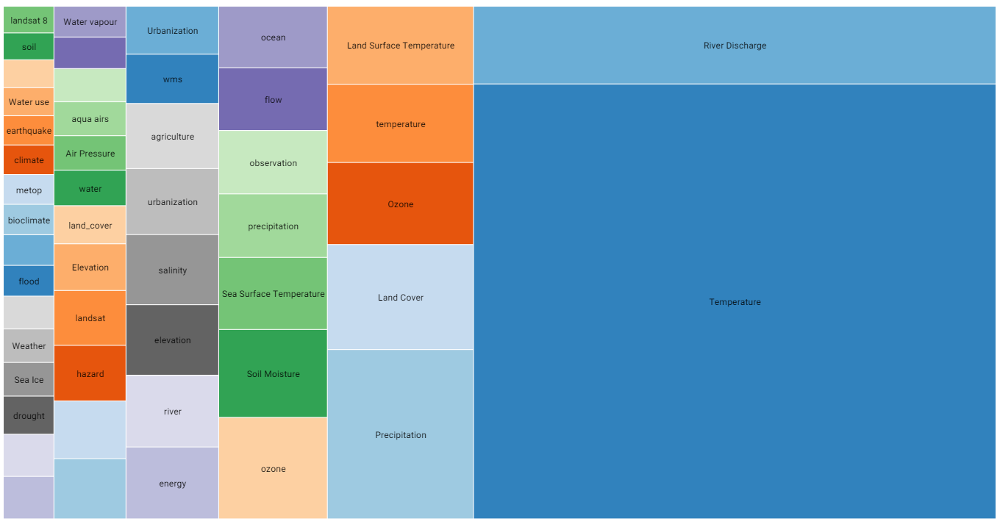 landsat 8
soil
Water use
earthquake
climate
metop
bioclimate
flood
Weather
Sea Ice
drought
Water vapour
aqua airs
Air Pressure
water
land_cover
Elevation
landsat
hazard
Urbanization
wms
agriculture
urbanization
salinity
elevation
river
energy
ocean
flow
observation
precipitation
Sea Surface Temperature
Soil Moisture
ozone
Land Surface Temperature
temperature
Ozone
Land Cover
Precipitation
River Discharge
Temperature